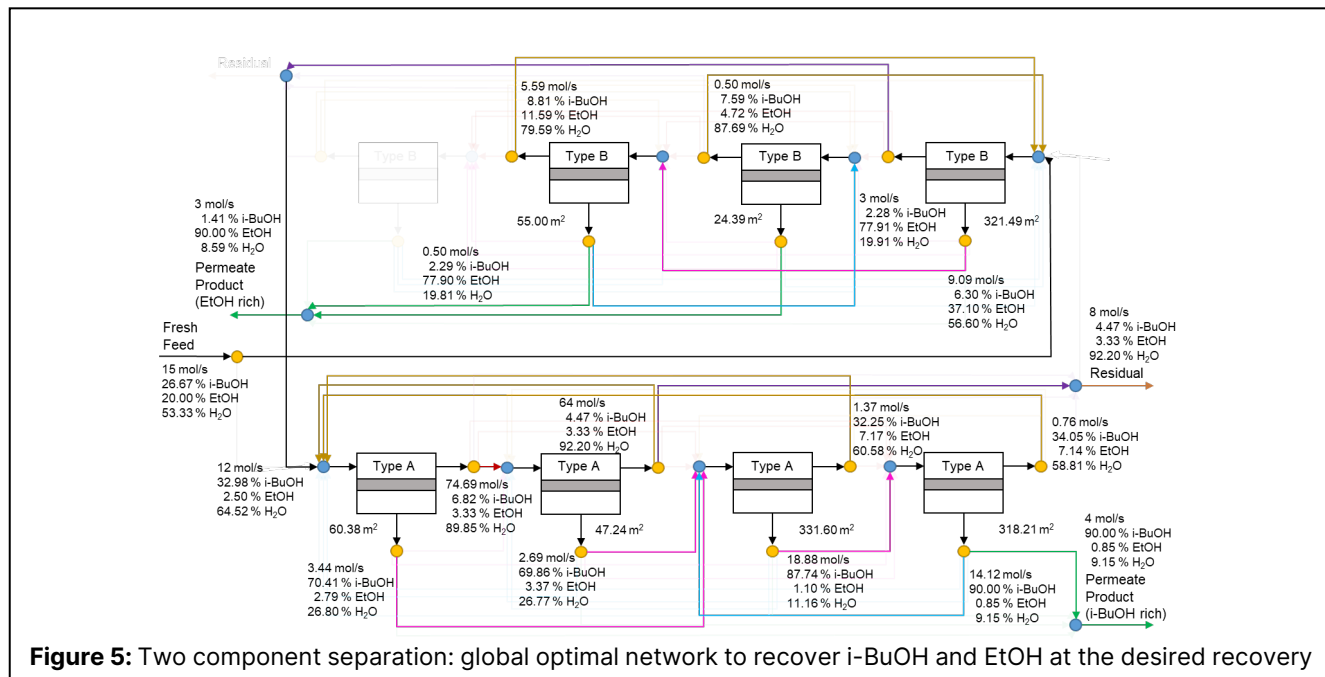 Residual
5.59 mol/s
8.81 % i-BuOH
11.59 % EtOH
79.59 % H₂O
0.50 mol/s
7.59 % i-BuOH
4.72 % EtOH
87.69 % H₂O
Type B
Type B
Type B
Type B
3 mol/s
1.41 % i-BuOH
90.00 % EtOH
8.59 % H₂O
Permeate
Product
(EtOH rich)
55.00 m²
24.39 m²
3 mol/s
2.28 % i-BuOH
77.91 % EtOH
19.91 % H₂O
321.49 m²
0.50 mol/s
2.29 % i-BuOH
77.90 % EtOH
19.81 % H₂O
9.09 mol/s
6.30 % i-BuOH
37.10 % EtOH
56.60 % H₂O
8 mol/s
4.47 % i-BuOH
3.33 % EtOH
92.20 % H₂O
Residual
Fresh
Feed
15 mol/s
26.67 % i-BuOH
20.00 % EtOH
53.33 % H₂O
64 mol/s
4.47 % i-BuOH
3.33 % EtOH
92.20 % H₂O
1.37 mol/s
32.25 % i-BuOH
7.17 % EtOH
60.58 % H₂O
0.76 mol/s
34.05 % i-BuOH
7.14 % EtOH
58.81 % H₂O
Type A
Type A
Type A
Type A
12 mol/s
32.98 % i-BuOH
2.50 % EtOH
64.52 % H₂O
74.69 mol/s
6.82 % i-BuOH
3.33 % EtOH
89.85 % H₂O
60.38 m²
47.24 m²
331.60 m²
318.21 m²
3.44 mol/s
70.41 % i-BuOH
2.79 % EtOH
26.80 % H₂O
2.69 mol/s
69.86 % i-BuOH
3.37 % EtOH
26.77 % H₂O
18.88 mol/s
87.74 % i-BuOH
1.10 % EtOH
11.16 % H₂O
14.12 mol/s
90.00 % i-BuOH
0.85 % EtOH
9.15 % H₂O
4 mol/s
90.00 % i-BuOH
0.85 % EtOH
9.15 % H₂O
Permeate
Product
(i-BuOH rich)
Figure 5: Two component separation: global optimal network to recover i-BuOH and EtOH at the desired recovery